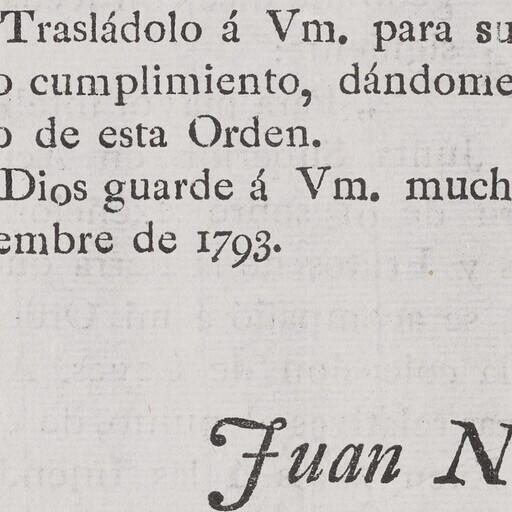 Trasládolo á Vm. para su
o cumplimiento, dándome
o de esta Orden.
Dios guarde á Vm. much
embre de 1793.
Juan N